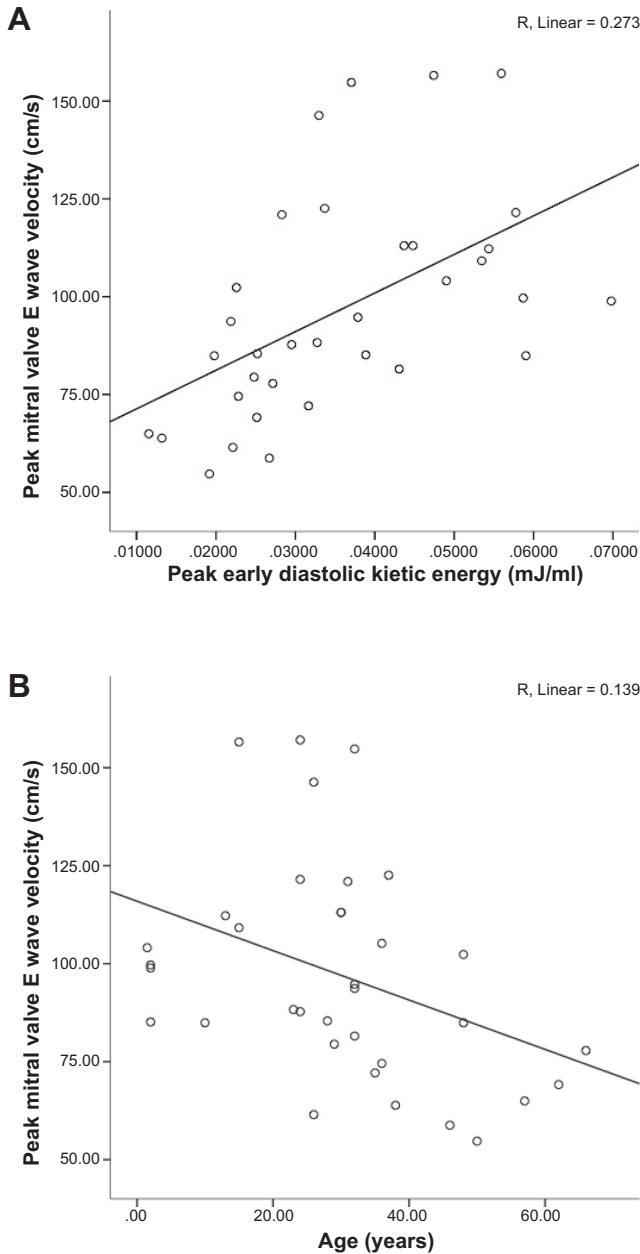 A
R, Linear = 0.273
Peak mitral valve E wave velocity (cm/s)
150.00
125.00
100.00
75.00
50.00
.01000 .02000 .03000 .04000 .05000 .06000 .07000
Peak early diastolic kietic energy (mJ/ml)
B
R, Linear = 0.139
Peak mitral valve E wave velocity (cm/s)
150.00
125.00
100.00
75.00
50.00
.00 20.00 40.00 60.00
Age (years)